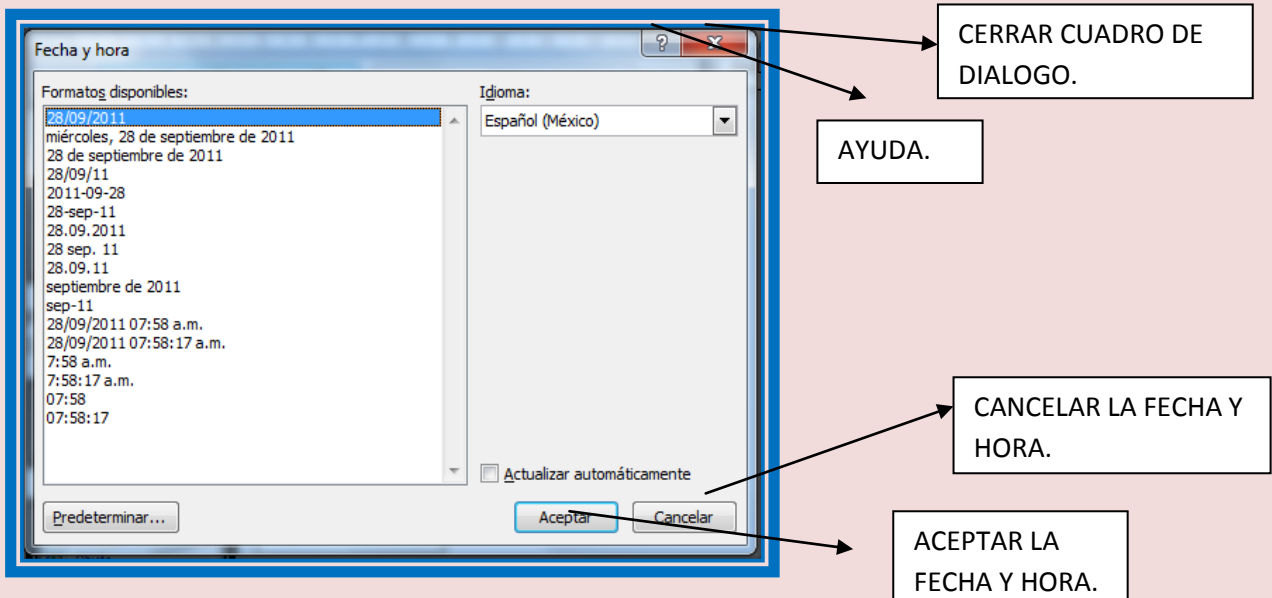 Fecha y hora
?
Formatos disponibles:
28/09/2011
miércoles, 28 de septiembre de 2011
28 de septiembre de 2011
28/09/11
2011-09-28
28-sep-11
28.09.2011
28 sep. 11
28.09.11
septiembre de 2011
sep-11
28/09/2011 07:58 a.m.
28/09/2011 07:58:17 a.m.
7:58 a.m.
7:58:17 a.m.
07:58
07:58:17
Idioma:
Español (México)
Actualizar automáticamente
Predeterminar...
Aceptar
Cancelar
CERRAR CUADRO DE
DIALOGO.
AYUDA.
CANCELAR LA FECHA Y
HORA.
ACEPTAR LA
FECHA Y HORA.